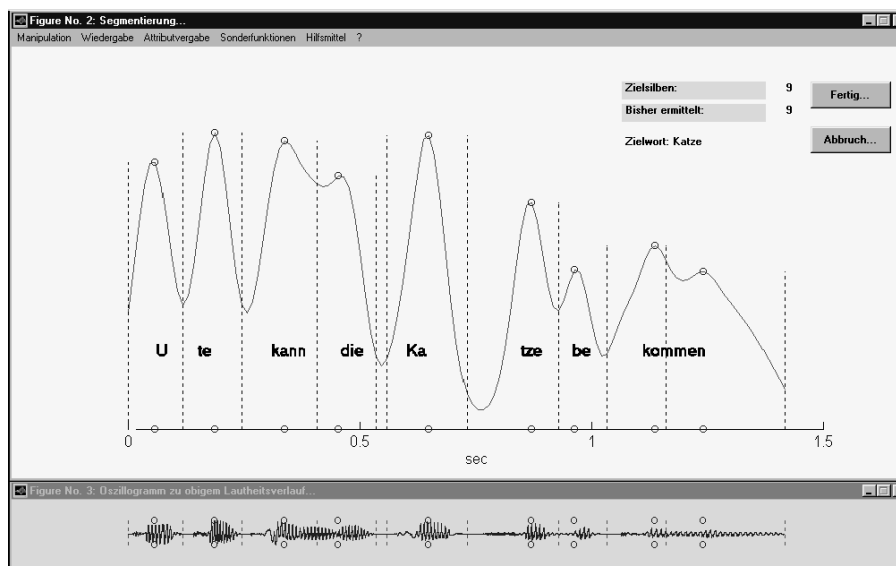 Figure No. 2: Segmentierung...
Manipulation Wiedergabe Attributvergabe Sonderfunktionen Hilfsmittel ?
Zielsilben: 9 Fertig...
Bisher ermittelt: 9
Zielwort: Katze Abbruch...
U te kann die Ka tze be kommen
0 0.5 1 1.5
sec
Figure No. 3: Oszillogramm zu obigem Lautheitsverlauf...